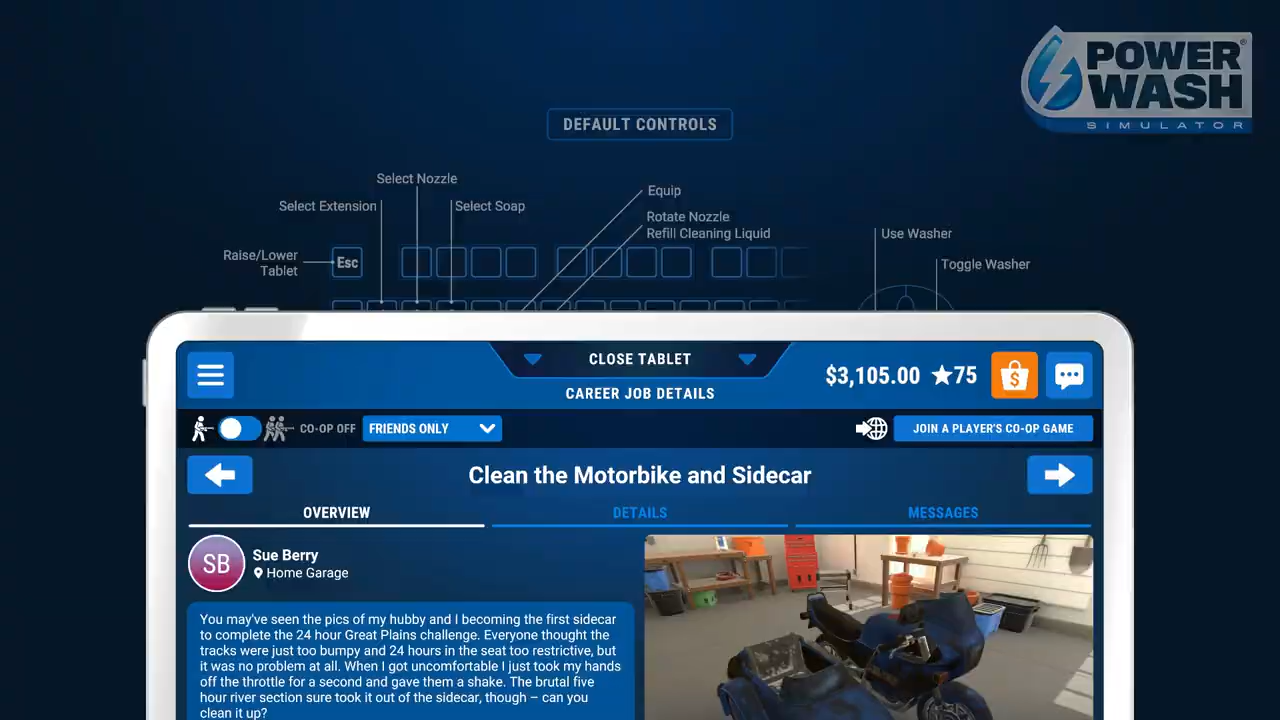 POWER
WASH
SIMULATOR
DEFAULT CONTROLS
Select Nozzle
Select Extension
Select Soap
Equip
Rotate Nozzle
Refill Cleaning Liquid
Use Washer
Toggle Washer
Raise/Lower
Tablet
Esc
CLOSE TABLET
CAREER JOB DETAILS
$3,105.00 ★75
CO-OP OFF
FRIENDS ONLY
JOIN A PLAYER'S CO-OP GAME
Clean the Motorbike and Sidecar
OVERVIEW
DETAILS
MESSAGES
SB
Sue Berry
Home Garage
You may've seen the pics of my hubby and I becoming the first sidecar
to complete the 24 hour Great Plains challenge. Everyone thought the
tracks were just too bumpy and 24 hours in the seat too restrictive, but
it was no problem at all. When I got uncomfortable I just took my hands
off the throttle for a second and gave them a shake. The brutal five
hour river section sure took it out of the sidecar, though – can you
clean it up?